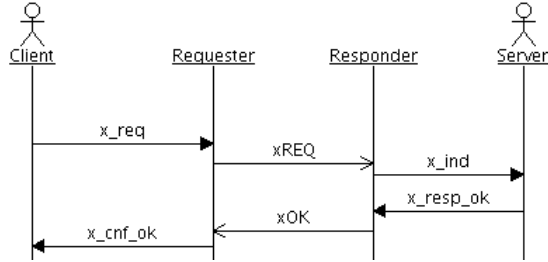 Client Requester Responder Server
x_req
xREQ
x_ind
x_resp_ok
xOK
x_cnf_ok